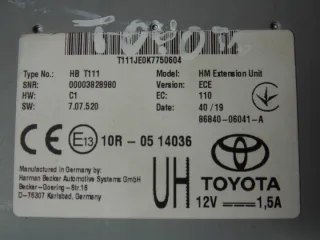 T111JE0K7750604
Type No.: HB T111 Model: HM Extension Unit
SNR: 00003828980 Version: ECE
HW: C1 EC: 110
SW: 7.07.520 Date: 40 / 19
86840-06041-A
CE E13 10R - 05 14036
Manufactured in Germany by:
Harman Becker Automotive Systems GmbH
Becker-Goering-Str.16
D-76307 Karlsbad, Germany
UH
TOYOTA
12V 1,5A